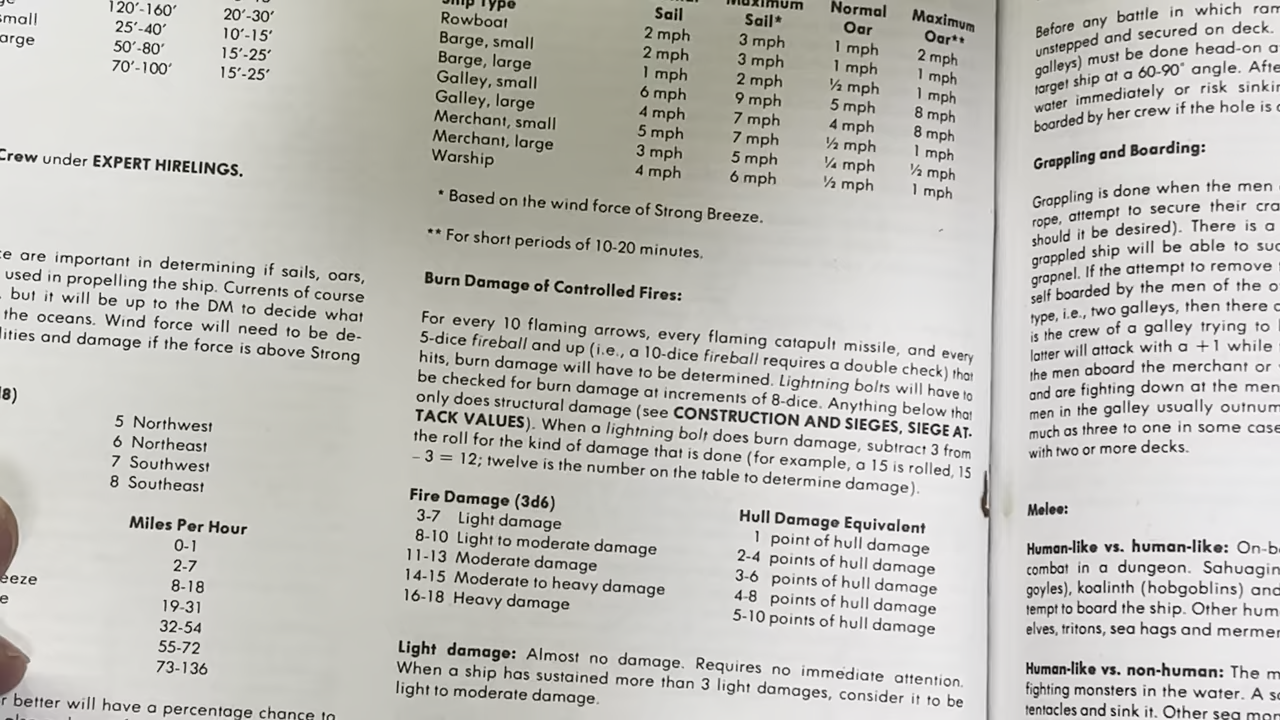 120'-160' 20'-30'
small 25'-40' 10'-15'
arge 50'-80' 15'-25'
70'-100' 15'-25'
Crew under EXPERT HIRELINGS.
ce are important in determining if sails, oars,
used in propelling the ship. Currents of course
, but it will be up to the DM to decide what
the oceans. Wind force will need to be de-
lities and damage if the force is above Strong
8)
5 Northwest
6 Northeast
7 Southwest
8 Southeast
Miles Per Hour
0-1
2-7
eeze 8-18
e 19-31
32-54
55-72
73-136
r better will have a percentage chance to
Ship Type Sail Maximum Sail* Normal Oar Maximum Oar**
Rowboat 2 mph 3 mph 1 mph 2 mph
Barge, small 2 mph 3 mph 1 mph 1 mph
Barge, large 1 mph 2 mph ½ mph 1 mph
Galley, small 6 mph 9 mph 5 mph 8 mph
Galley, large 4 mph 7 mph 4 mph 8 mph
Merchant, small 5 mph 7 mph ½ mph 1 mph
Merchant, large 3 mph 5 mph ¼ mph ½ mph
Warship 4 mph 6 mph ½ mph 1 mph
* Based on the wind force of Strong Breeze.
** For short periods of 10-20 minutes.
Burn Damage of Controlled Fires:
For every 10 flaming arrows, every flaming catapult missile, and every
5-dice fireball and up (i.e., a 10-dice fireball requires a double check) that
hits, burn damage will have to be determined. Lightning bolts will have to
be checked for burn damage at increments of 8-dice. Anything below that
only does structural damage (see CONSTRUCTION AND SIEGES, SIEGE AT-
TACK VALUES). When a lightning bolt does burn damage, subtract 3 from
the roll for the kind of damage that is done (for example, a 15 is rolled, 15
– 3 = 12; twelve is the number on the table to determine damage).
Fire Damage (3d6) Hull Damage Equivalent
3-7 Light damage 1 point of hull damage
8-10 Light to moderate damage 2-4 points of hull damage
11-13 Moderate damage 3-6 points of hull damage
14-15 Moderate to heavy damage 4-8 points of hull damage
16-18 Heavy damage 5-10 points of hull damage
Light damage: Almost no damage. Requires no immediate attention.
When a ship has sustained more than 3 light damages, consider it to be
light to moderate damage.
Before any battle in which ram
unstepped and secured on deck.
galleys) must be done head-on a
target ship at a 60-90° angle. Afte
water immediately or risk sinkin
boarded by her crew if the hole is
Grappling and Boarding:
Grappling is done when the men
rope, attempt to secure their cra
should it be desired). There is a
grappled ship will be able to suc
grapnel. If the attempt to remove
self boarded by the men of the o
type, i.e., two galleys, then there
is the crew of a galley trying to
latter will attack with a +1 while
the men aboard the merchant or
and are fighting down at the men
men in the galley usually outnum
much as three to one in some case
with two or more decks.
Melee:
Human-like vs. human-like: On-b
combat in a dungeon. Sahuagin
goyles), koalinth (hobgoblins) and
tempt to board the ship. Other hum
elves, tritons, sea hags and mermen
Human-like vs. non-human: The m
fighting monsters in the water. A
tentacles and sink it. Other sea mon